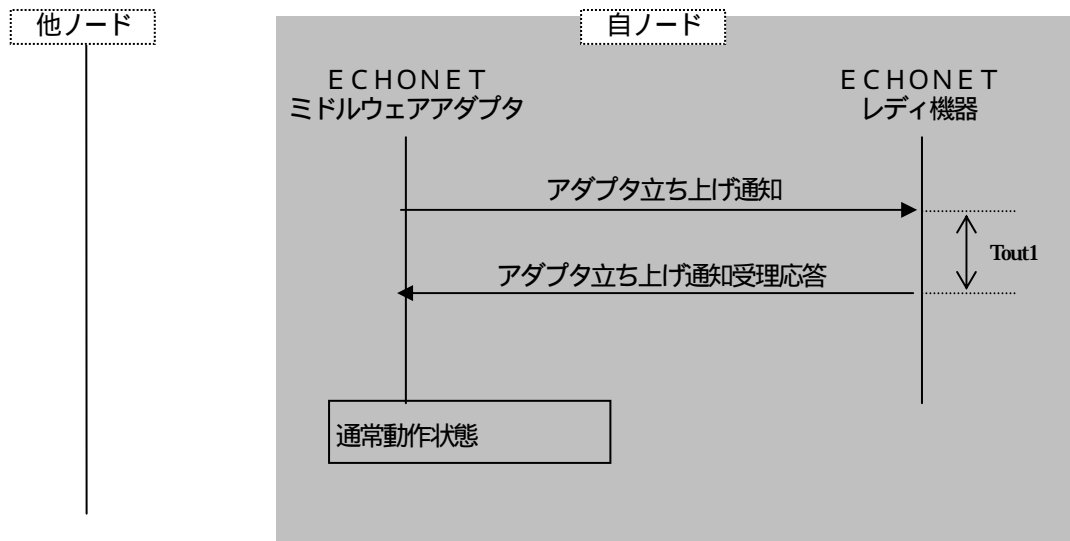 他ノード
自ノード
ＥＣＨＯＮＥＴ
ミドルウェアアダプタ
ＥＣＨＯＮＥＴ
レディ機器
アダプタ立ち上げ通知
Tout1
アダプタ立ち上げ通知受理応答
通常動作状態